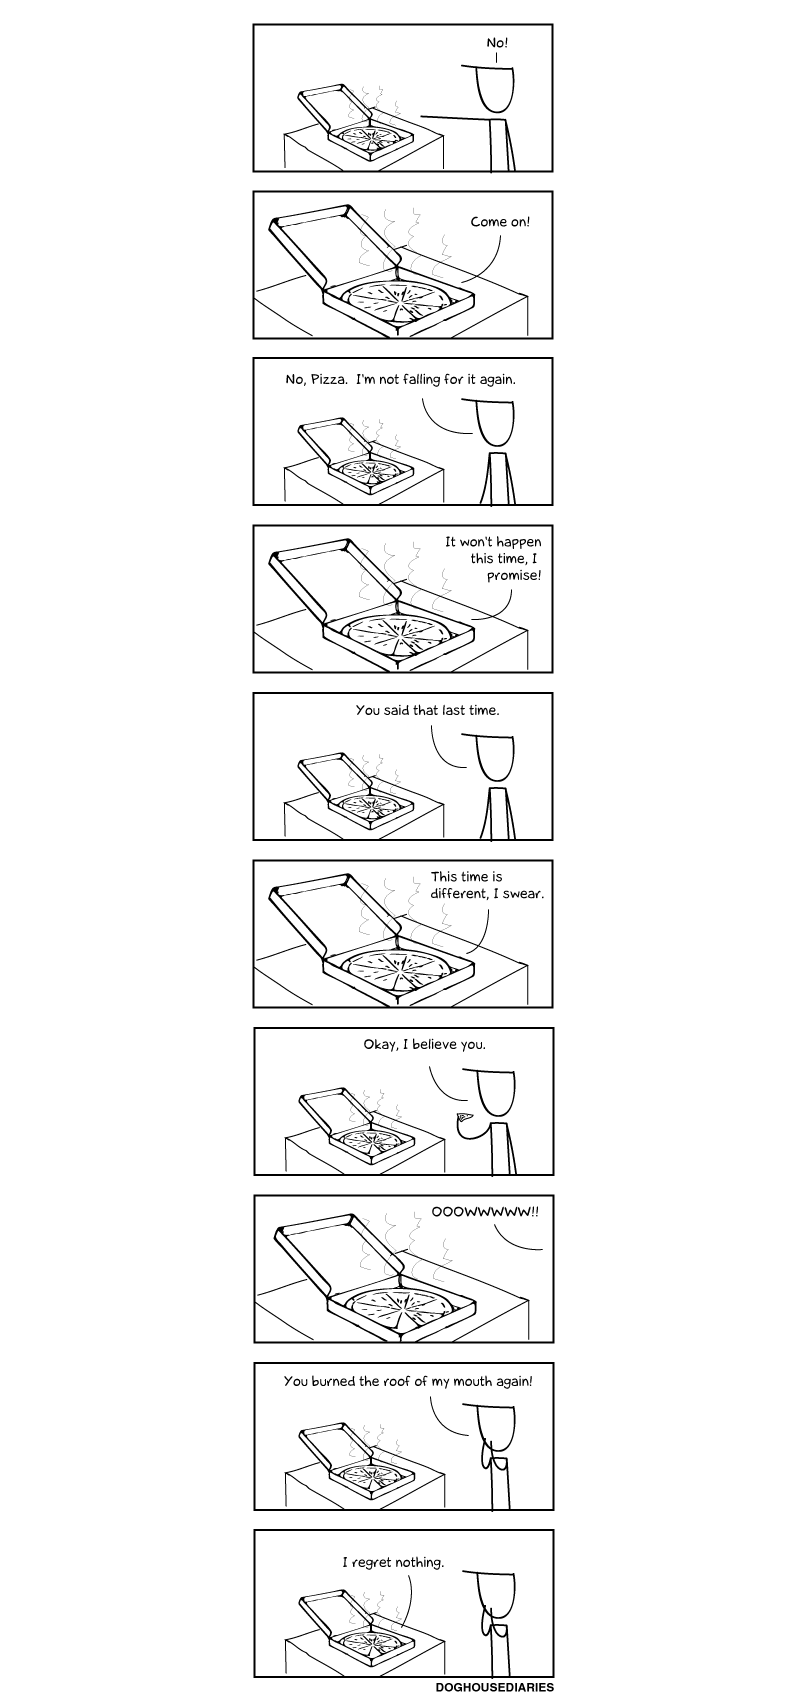 No!
Come on!
No, Pizza. I'm not falling for it again.
It won't happen
this time, I
promise!
You said that last time.
This time is
different, I swear.
Okay, I believe you.
OOOWWWWW!!
You burned the roof of my mouth again!
I regret nothing.
DOGHOUSEDIARIES